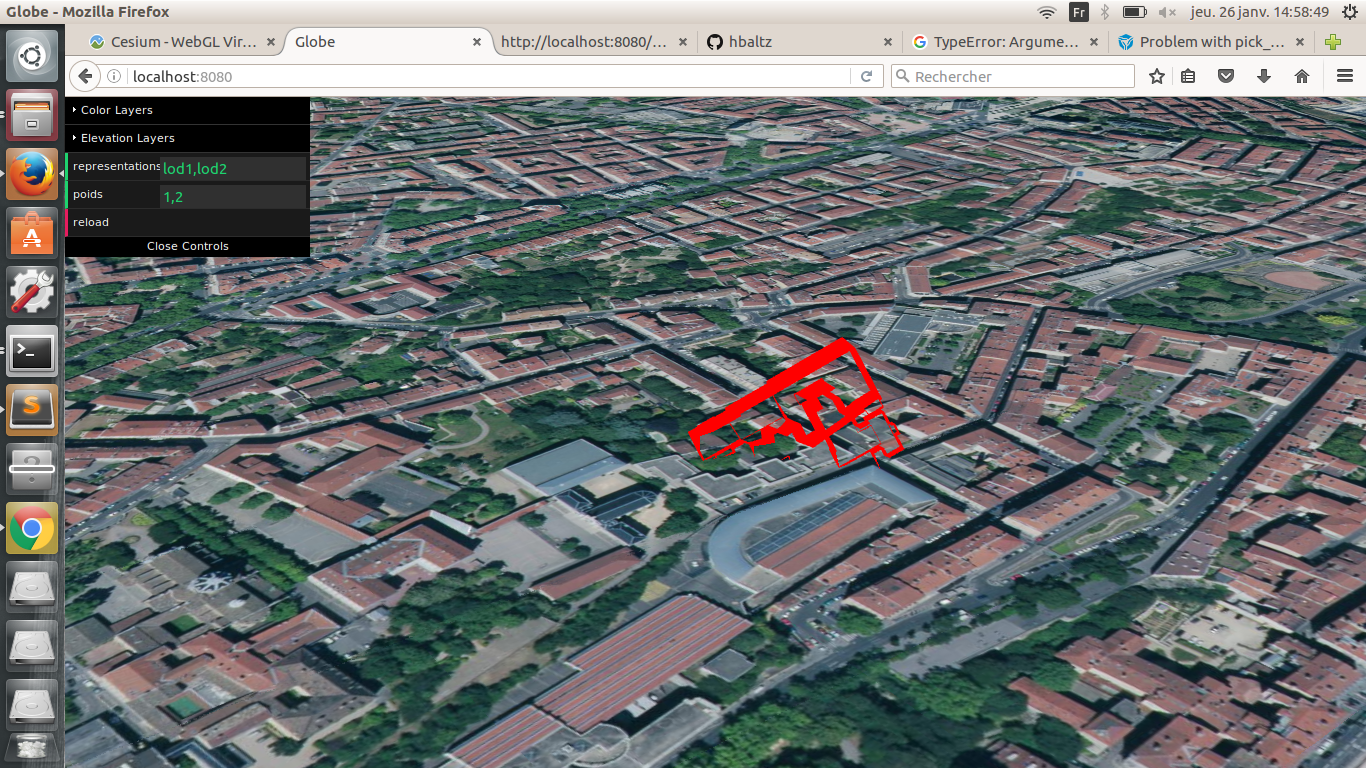 Globe - Mozilla Firefox
Fr
jeu. 26 janv. 14:58:49
Cesium - WebGL Vir...
Globe
http://localhost:8080/...
hbaltz
TypeError: Argume...
Problem with pick_...
localhost:8080
Rechercher
Color Layers
Elevation Layers
representations lod1,lod2
poids 1,2
reload
Close Controls